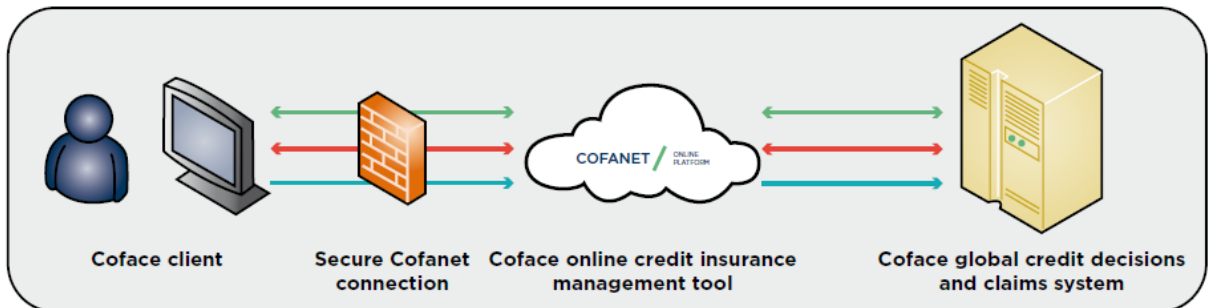 COFANET / ONLINE
PLATFORM
Coface client
Secure Cofanet
connection
Coface online credit insurance
management tool
Coface global credit decisions
and claims system